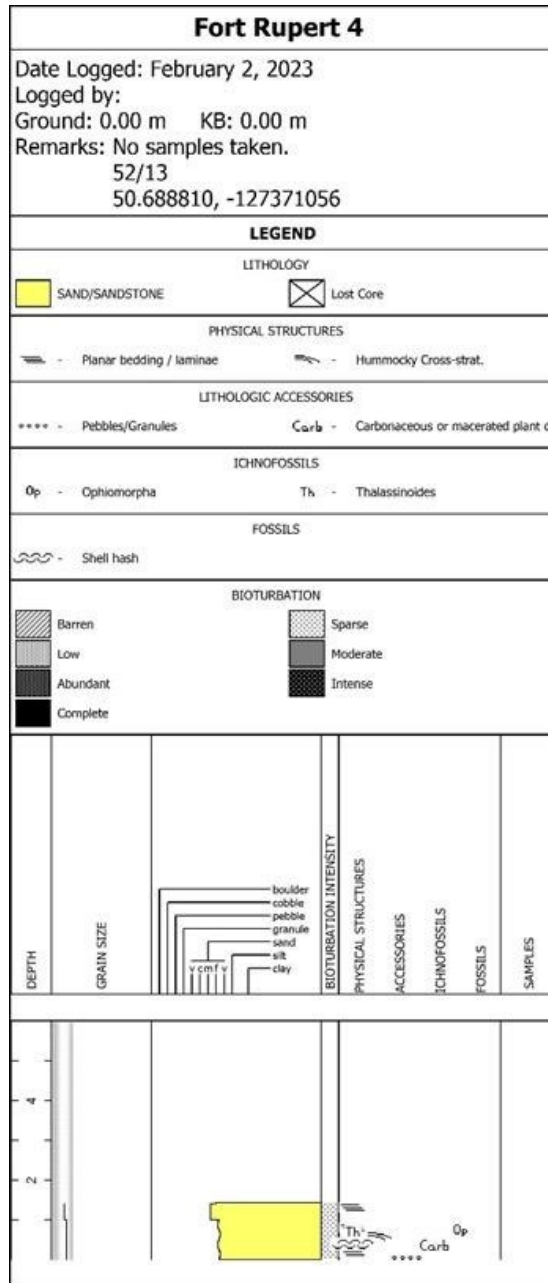 Fort Rupert 4
Date Logged: February 2, 2023
Logged by:
Ground: 0.00 m KB: 0.00 m
Remarks: No samples taken.
52/13
50.688810, -127371056
LEGEND
LITHOLOGY
SAND/SANDSTONE Lost Core
PHYSICAL STRUCTURES
- Planar bedding / laminae - Hummocky Cross-strat.
LITHOLOGIC ACCESSORIES
- Pebbles/Granules Carb - Carbonaceous or macerated plant
ICHNOFOSSILS
Op - Ophiomorpha Th - Thalassinoides
FOSSILS
- Shell hash
BIOTURBATION
Barren Sparse
Low Moderate
Abundant Intense
Complete
DEPTH
GRAIN SIZE
boulder
cobble
pebble
granule
sand
v c m f v silt
clay
BIOTURBATION INTENSITY
PHYSICAL STRUCTURES
ACCESSORIES
ICHNOFOSSILS
FOSSILS
SAMPLES
4
2
Th Op
Carb